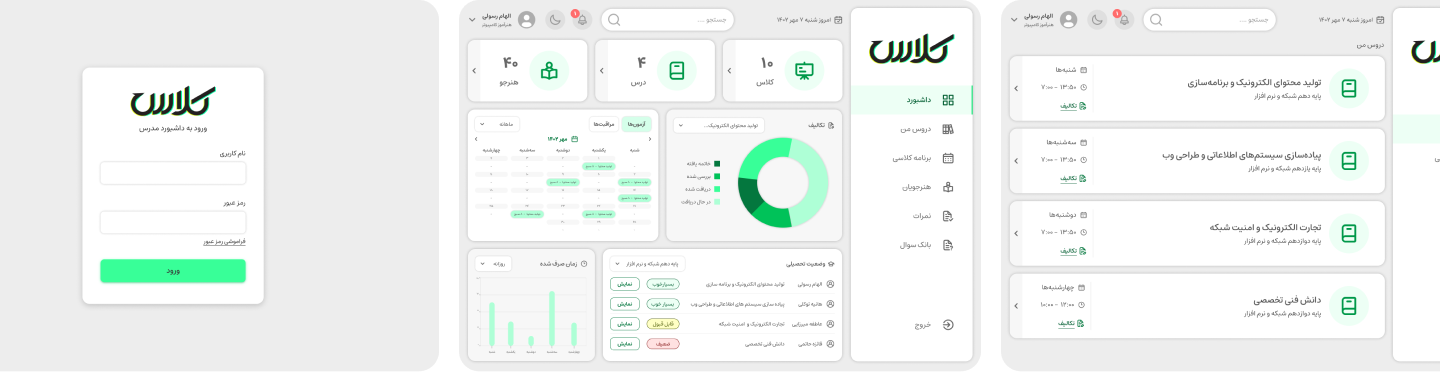 کلاس
ورود به داشبورد مدرس
نام کاربری
رمز عبور
فراموشی رمز عبور
ورود
امروز شنبه ۷ مهر ۱۴۰۲
جستجو ...
۱
الهام رسولی
هنرآموز کامپیوتر
کلاس
داشبورد
دروس من
برنامه کلاسی
هنرجویان
نمرات
بانک سوال
خروج
۱۰
کلاس
۴
درس
۴۰
هنرجو
تکالیف
تولید محتوای الکترونیک...
خاتمه یافته
بررسی شده
دریافت شده
در حال دریافت
آزمون‌ها
مراقبت‌ها
ماهانه
مهر ۱۴۰۲
شنبه
یکشنبه
دوشنبه
سه‌شنبه
چهارشنبه
وضعیت تحصیلی
پایه دهم شبکه و نرم افزار
الهام رسولی
تولید محتوای الکترونیک و برنامه سازی
بسیار خوب
نمایش
هانیه توکلی
پیاده سازی سیستم های اطلاعاتی و طراحی وب
بسیار خوب
نمایش
عاطفه میرزایی
تجارت الکترونیک و امنیت شبکه
قابل قبول
نمایش
فائزه حاتمی
دانش فنی تخصصی
ضعیف
نمایش
زمان صرف شده
روزانه
امروز شنبه ۷ مهر ۱۴۰۲
جستجو ...
۱
الهام رسولی
هنرآموز کامپیوتر
دروس من
تولید محتوای الکترونیک و برنامه‌سازی
پایه دهم شبکه و نرم افزار
شنبه‌ها
۷:۰۰ - ۱۳:۵۰
تکالیف
پیاده‌سازی سیستم‌های اطلاعاتی و طراحی وب
پایه یازدهم شبکه و نرم افزار
سه‌شنبه‌ها
۷:۰۰ - ۱۳:۵۰
تکالیف
تجارت الکترونیک و امنیت شبکه
پایه دوازدهم شبکه و نرم افزار
دوشنبه‌ها
۷:۰۰ - ۱۳:۵۰
تکالیف
دانش فنی تخصصی
پایه دوازدهم شبکه و نرم افزار
چهارشنبه‌ها
۱۰:۰۰ - ۱۲:۰۰
تکالیف